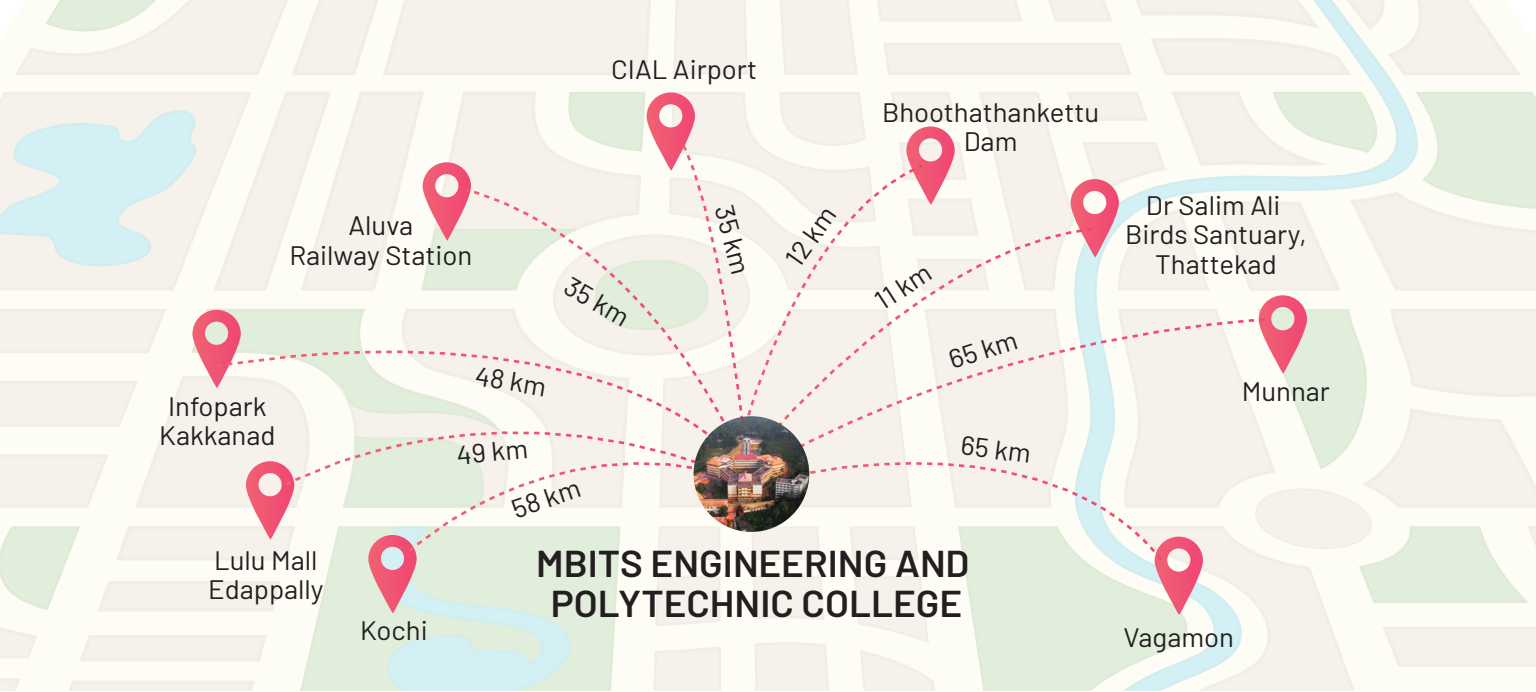 CIAL Airport
Bhoothathankettu
Dam
Dr Salim Ali
Birds Santuary,
Thattekad
Aluva
Railway Station
35 km
35 km
12 km
11 km
65 km
Munnar
48 km
Infopark
Kakkanad
49 km
65 km
58 km
Lulu Mall
Edappally
Kochi
MBITS ENGINEERING AND
POLYTECHNIC COLLEGE
Vagamon